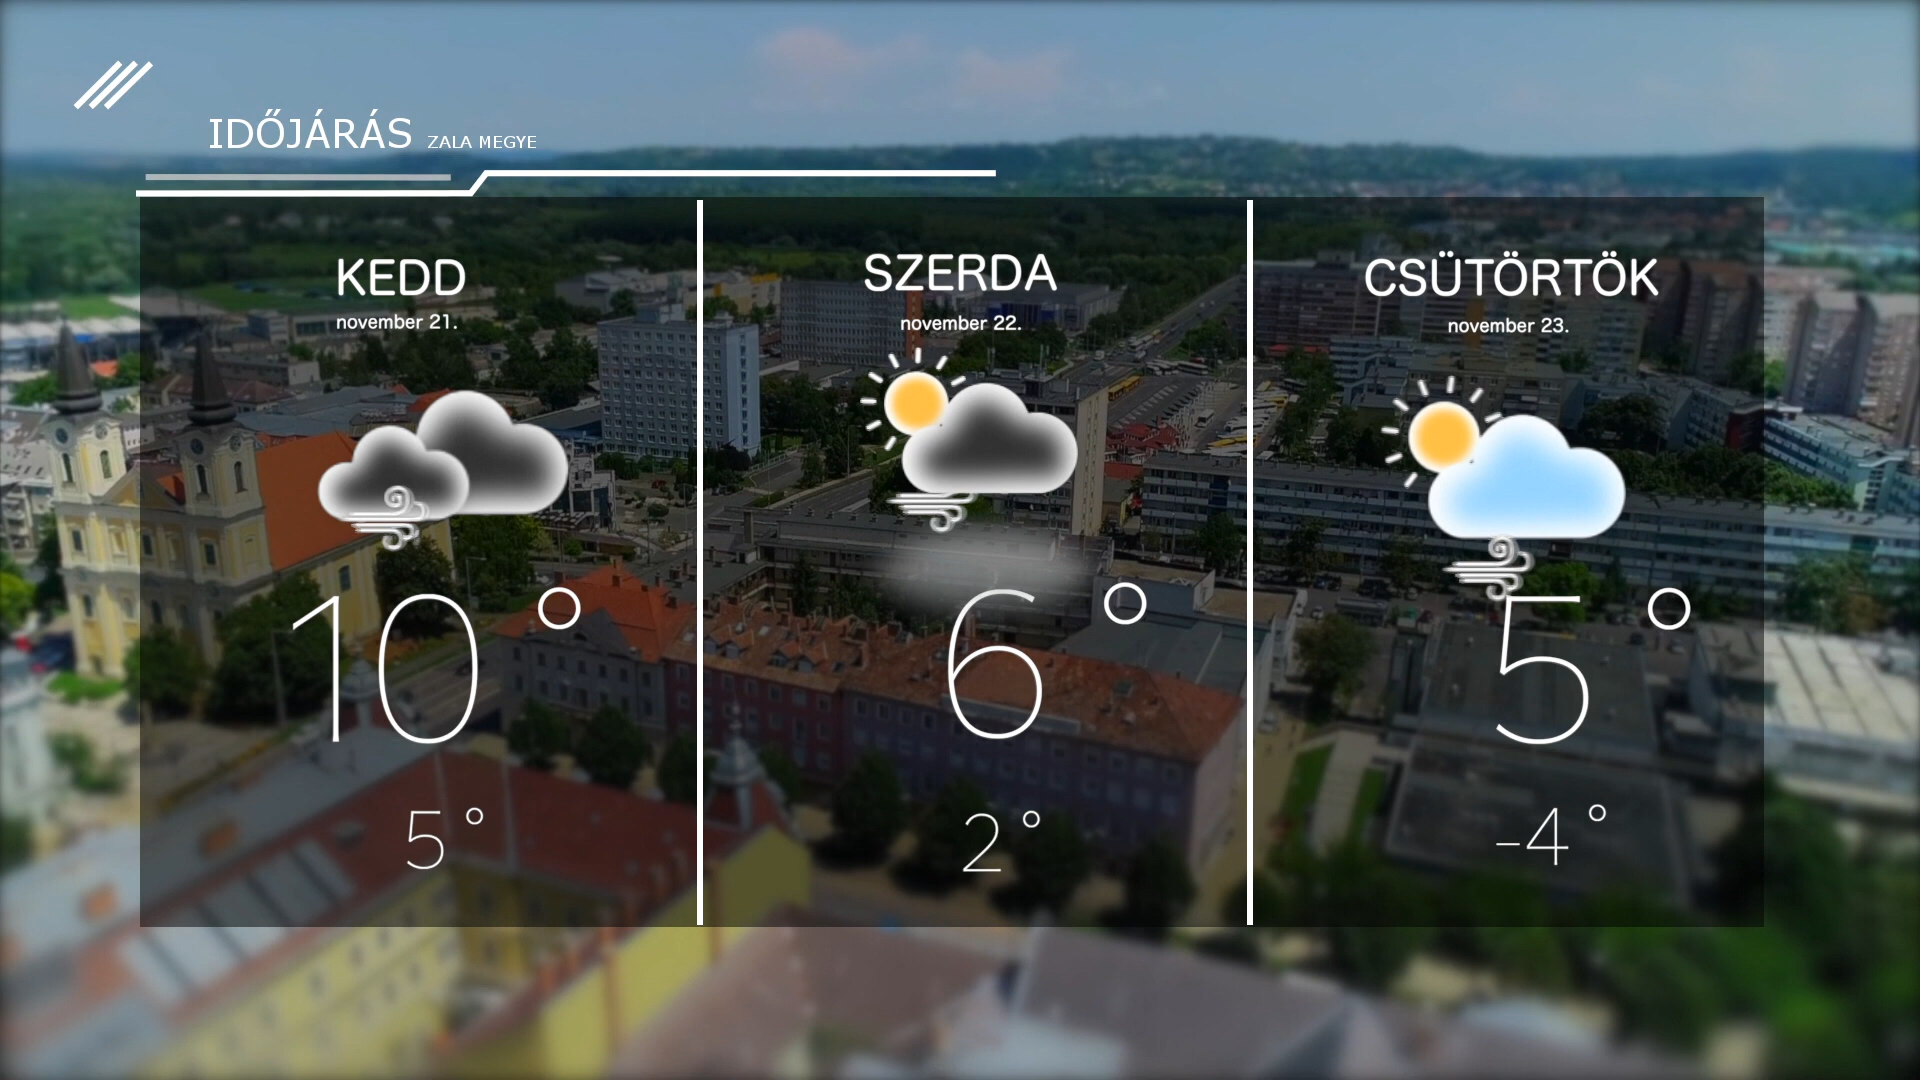 IDŐJÁRÁS ZALA MEGYE
KEDD
november 21.
10°
5°
SZERDA
november 22.
6°
2°
CSÜTÖRTÖK
november 23.
5°
-4°